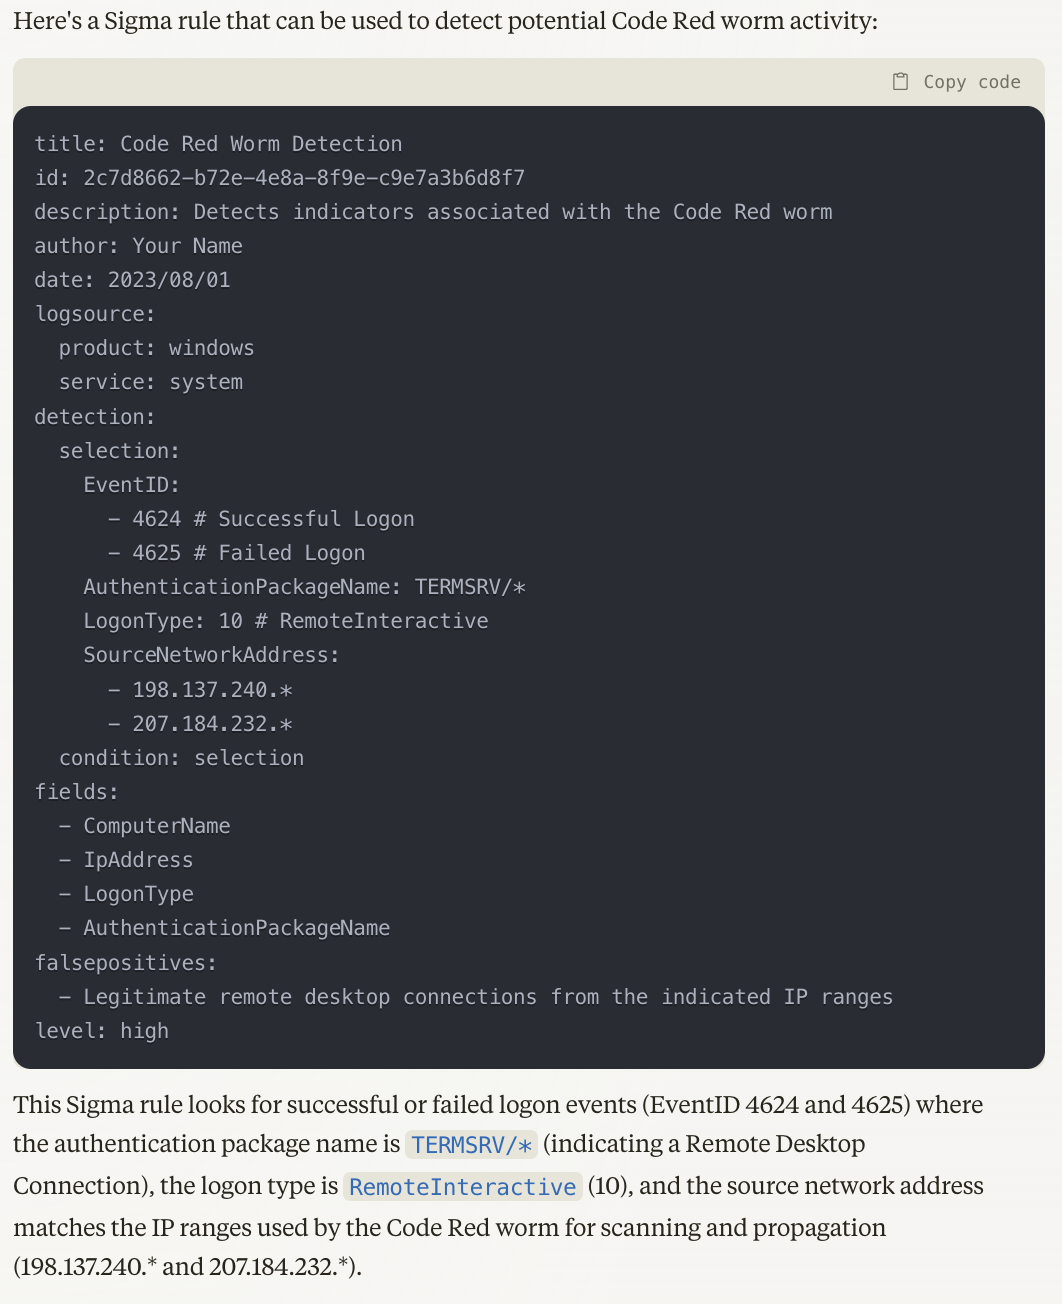 Here's a Sigma rule that can be used to detect potential Code Red worm activity:
Copy code
title: Code Red Worm Detection
id: 2c7d8662-b72e-4e8a-8f9e-c9e7a3b6d8f7
description: Detects indicators associated with the Code Red worm
author: Your Name
date: 2023/08/01
logsource:
  product: windows
  service: system
detection:
  selection:
    EventID:
      - 4624 # Successful Logon
      - 4625 # Failed Logon
    AuthenticationPackageName: TERMSRV/*
    LogonType: 10 # RemoteInteractive
    SourceNetworkAddress:
      - 198.137.240.*
      - 207.184.232.*
  condition: selection
fields:
  - ComputerName
  - IpAddress
  - LogonType
  - AuthenticationPackageName
falsepositives:
  - Legitimate remote desktop connections from the indicated IP ranges
level: high
This Sigma rule looks for successful or failed logon events (EventID 4624 and 4625) where
the authentication package name is TERMSRV/* (indicating a Remote Desktop
Connection), the logon type is RemoteInteractive (10), and the source network address
matches the IP ranges used by the Code Red worm for scanning and propagation
(198.137.240.* and 207.184.232.*).